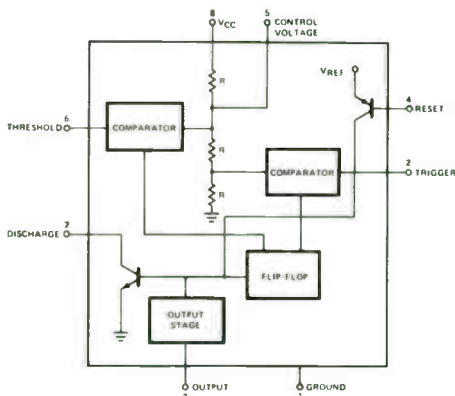 8
VCC
5
CONTROL
VOLTAGE
R
VREF
4
RESET
6
THRESHOLD
COMPARATOR
R
COMPARATOR
2
TRIGGER
R
7
DISCHARGE
FLIP FLOP
OUTPUT
STAGE
OUTPUT
GROUND